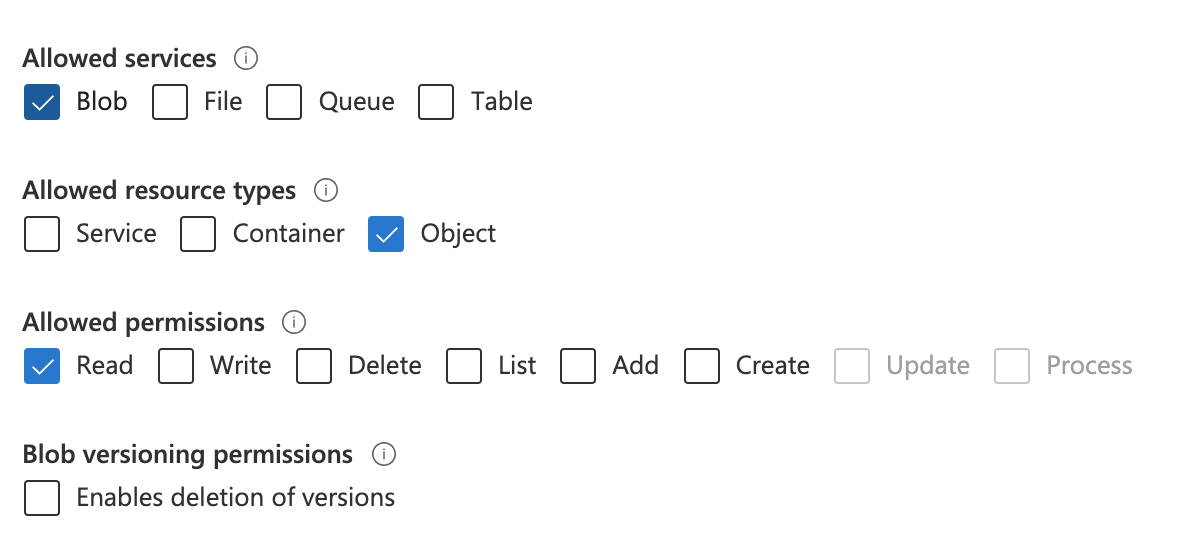 Allowed services
Blob File Queue Table
Allowed resource types
Service Container Object
Allowed permissions
Read Write Delete List Add Create Update Process
Blob versioning permissions
Enables deletion of versions